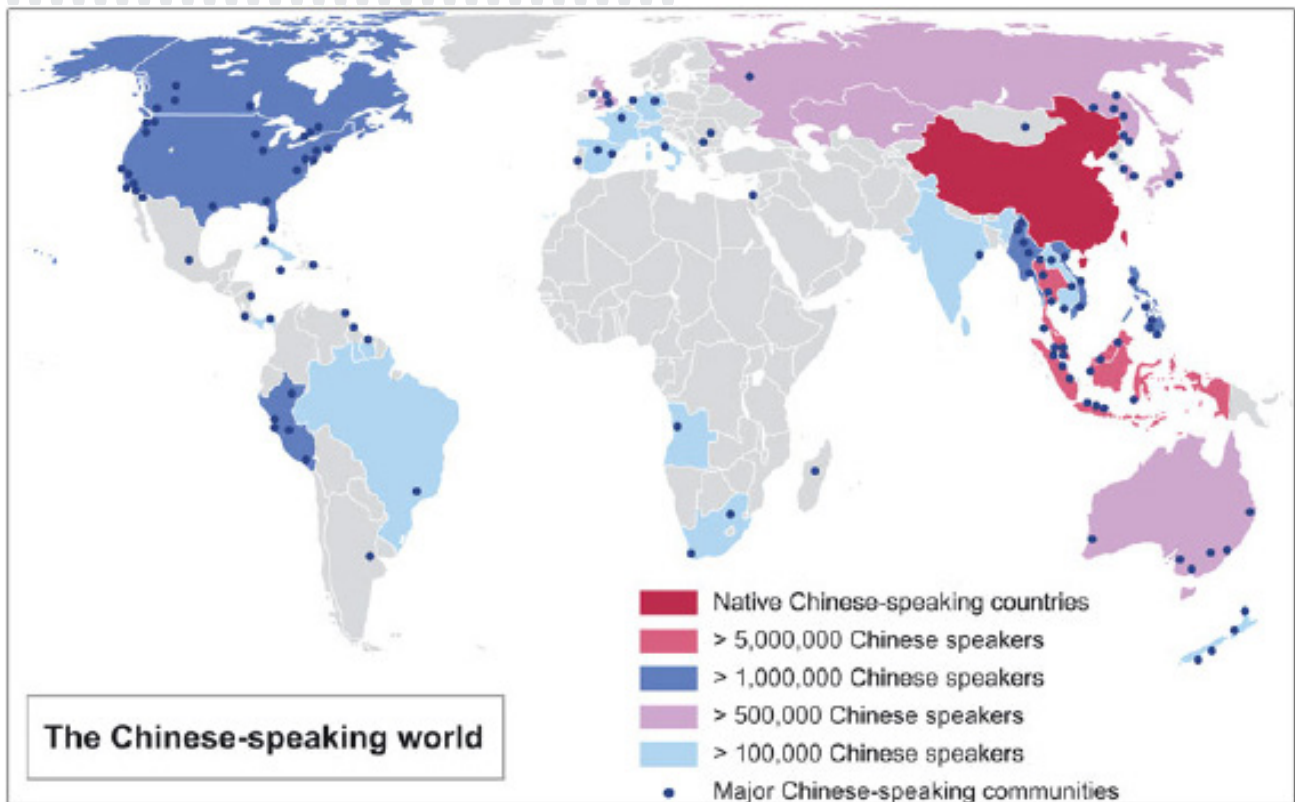 Native Chinese-speaking countries
> 5,000,000 Chinese speakers
> 1,000,000 Chinese speakers
> 500,000 Chinese speakers
> 100,000 Chinese speakers
Major Chinese-speaking communities
The Chinese-speaking world